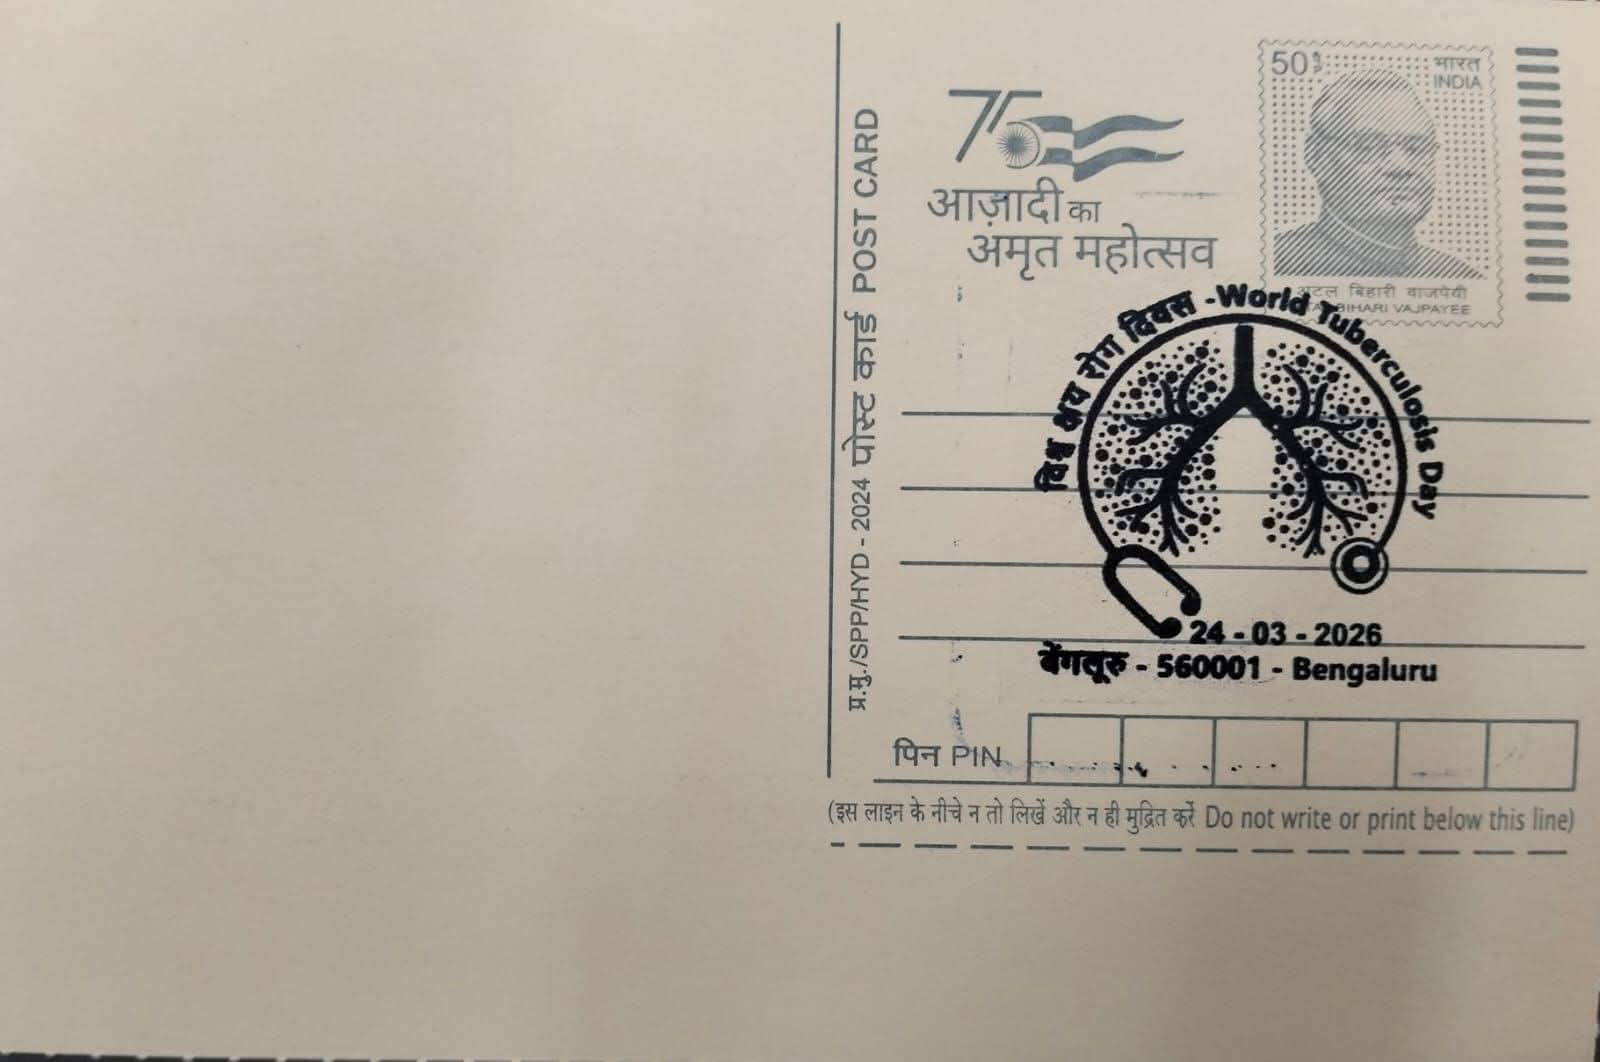 75
आज़ादी का
अमृत महोत्सव
50
भारत
INDIA
अटल बिहारी वाजपेयी
BIHARI VAJPAYEE
प्र.मु./SPP/HYD - 2024 पोस्ट कार्ड POST CARD
विश्व क्षय रोग दिवस -World Tuberculosis Day
24 - 03 - 2026
बेंगलूरु - 560001 - Bengaluru
पिन PIN
(इस लाइन के नीचे न तो लिखें और न ही मुद्रित करें Do not write or print below this line)